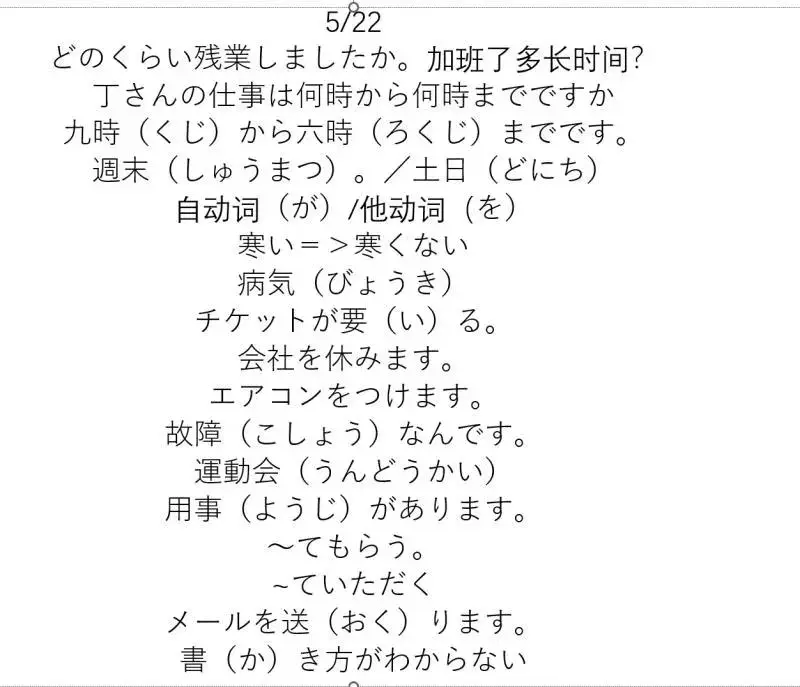 5/22
どのくらい残業しましたか。加班了多长时间？
丁さんの仕事は何時から何時までですか
九時（くじ）から六時（ろくじ）までです。
週末（しゅうまつ）。／土日（どにち）
自动词（が）/他动词（を）
寒い＝＞寒くない
病気（びょうき）
チケットが要（い）る。
会社を休みます。
エアコンをつけます。
故障（こしょう）なんです。
運動会（うんどうかい）
用事（ようじ）があります。
～てもらう。
~ていただく
メールを送（おく）ります。
書（か）き方がわからない